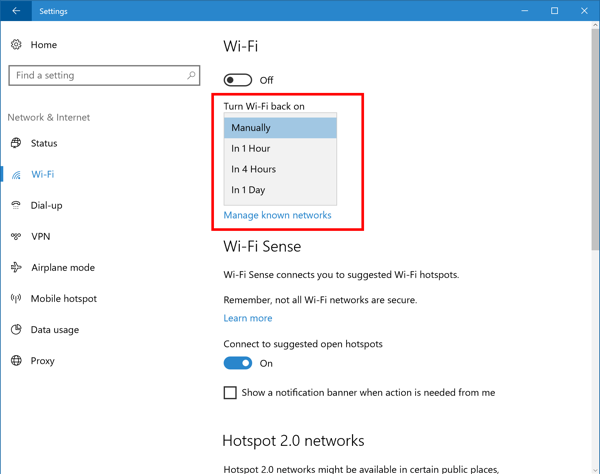 Settings
Home
Find a setting
Network & Internet
Status
Wi-Fi
Dial-up
VPN
Airplane mode
Mobile hotspot
Data usage
Proxy
Wi-Fi
Off
Turn Wi-Fi back on
Manually
In 1 Hour
In 4 Hours
In 1 Day
Manage known networks
Wi-Fi Sense
Wi-Fi Sense connects you to suggested Wi-Fi hotspots.
Remember, not all Wi-Fi networks are secure.
Learn more
Connect to suggested open hotspots
On
Show a notification banner when action is needed from me
Hotspot 2.0 networks
Hotspot 2.0 networks might be available in certain public places,